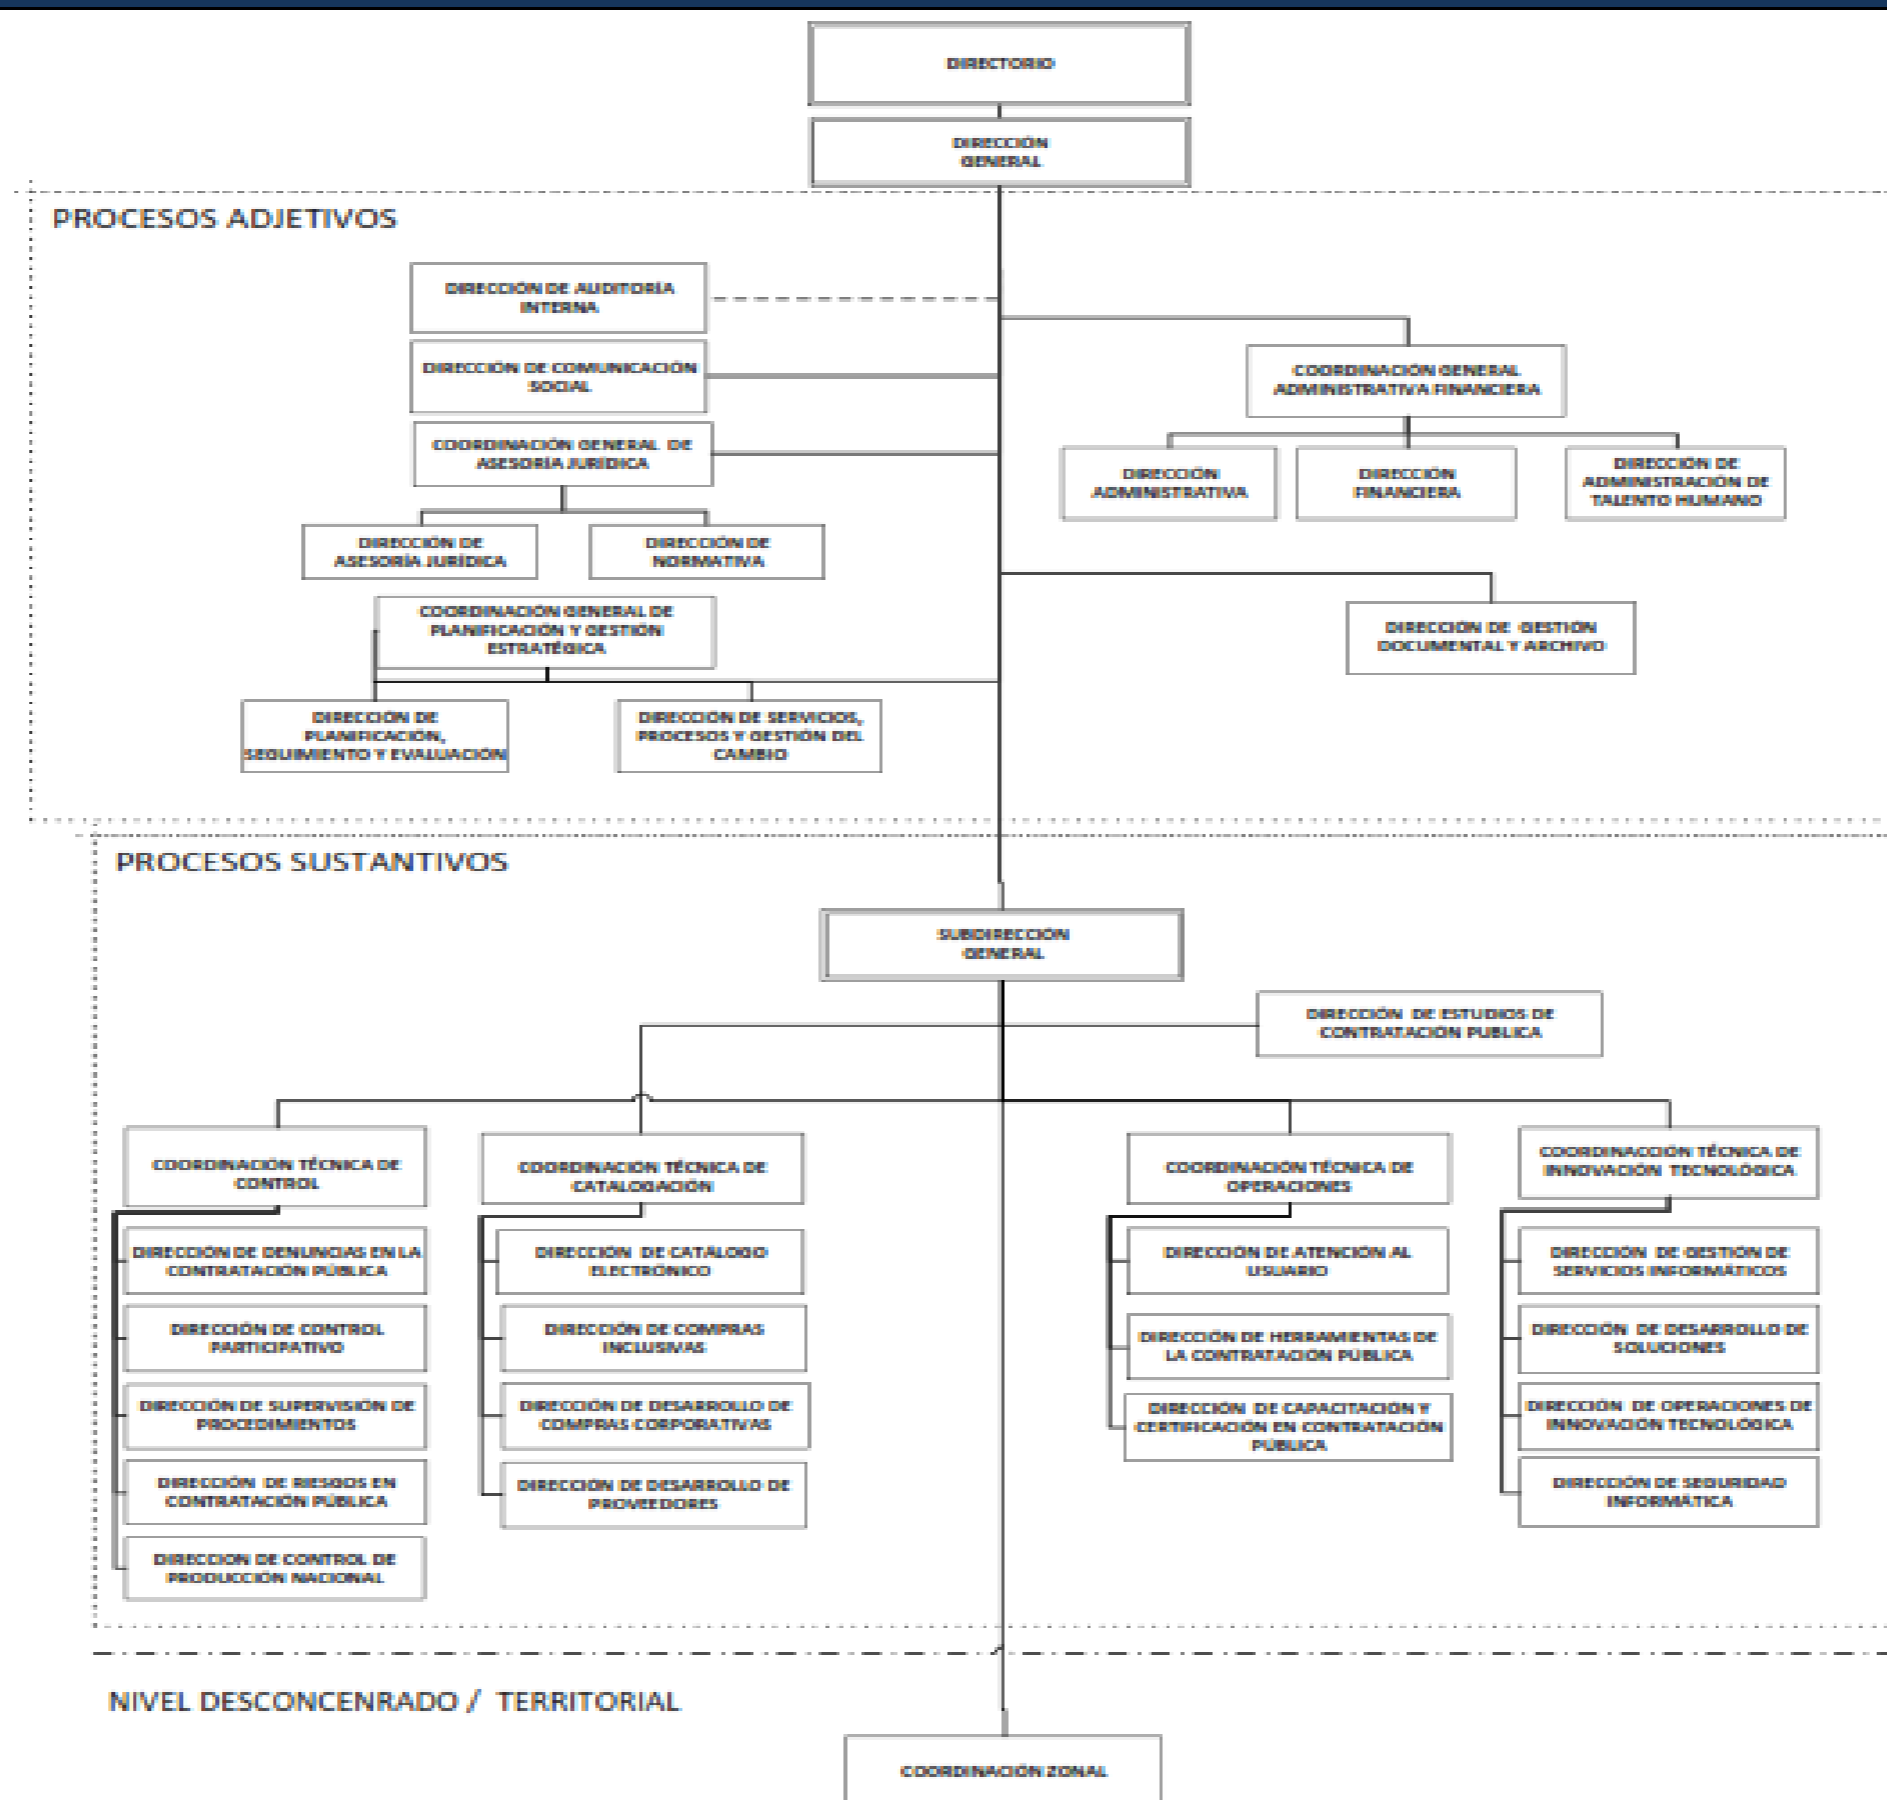 DIRECTORIO
DIRECCIÓN
GENERAL
PROCESOS ADJETIVOS
DIRECCIÓN DE AUDITORÍA
INTERNA
DIRECCIÓN DE COMUNICACIÓN
SOCIAL
COORDINACIÓN GENERAL DE
ASESORÍA JURÍDICA
DIRECCIÓN DE
ASESORÍA JURÍDICA
DIRECCIÓN DE
NORMATIVA
COORDINACIÓN GENERAL DE
PLANIFICACIÓN Y GESTIÓN
ESTRATÉGICA
DIRECCIÓN DE
PLANIFICACIÓN,
SEGUIMIENTO Y EVALUACIÓN
DIRECCIÓN DE SERVICIOS,
PROCESOS Y GESTIÓN DEL
CAMBIO
COORDINACIÓN GENERAL
ADMINISTRATIVA FINANCIERA
DIRECCIÓN
ADMINISTRATIVA
DIRECCIÓN
FINANCIERA
DIRECCIÓN DE
ADMINISTRACIÓN DE
TALENTO HUMANO
DIRECCIÓN DE GESTIÓN
DOCUMENTAL Y ARCHIVO
PROCESOS SUSTANTIVOS
SUBDIRECCIÓN
GENERAL
DIRECCIÓN DE ESTUDIOS DE
CONTRATACIÓN PUBLICA
COORDINACIÓN TÉCNICA DE
CONTROL
DIRECCIÓN DE DENUNCIAS EN LA
CONTRATACIÓN PÚBLICA
DIRECCIÓN DE CONTROL
PARTICIPATIVO
DIRECCIÓN DE SUPERVISIÓN DE
PROCEDIMIENTOS
DIRECCIÓN DE RIESGOS EN
CONTRATACIÓN PÚBLICA
DIRECCION DE CONTROL DE
PRODUCCIÓN NACIONAL
COORDINACIÓN TÉCNICA DE
CATALOGACIÓN
DIRECCIÓN DE CATÁLOGO
ELECTRÓNICO
DIRECCIÓN DE COMPRAS
INCLUSIVAS
DIRECCIÓN DE DESARROLLO DE
COMPRAS CORPORATIVAS
DIRECCIÓN DE DESARROLLO DE
PROVEEDORES
COORDINACIÓN TÉCNICA DE
OPERACIONES
DIRECCIÓN DE ATENCIÓN AL
USUARIO
DIRECCIÓN DE HERRAMIENTAS DE
LA CONTRATACIÓN PÚBLICA
DIRECCIÓN DE CAPACITACIÓN Y
CERTIFICACIÓN EN CONTRATACIÓN
PÚBLICA
COORDINACCIÓN TÉCNICA DE
INNOVACIÓN TECNOLÓGICA
DIRECCIÓN DE GESTIÓN DE
SERVICIOS INFORMÁTICOS
DIRECCIÓN DE DESARROLLO DE
SOLUCIONES
DIRECCIÓN DE OPERACIONES DE
INNOVACIÓN TECNOLÓGICA
DIRECCIÓN DE SEGURIDAD
INFORMÁTICA
NIVEL DESCONCENRADO / TERRITORIAL
COORDINACIÓN ZONAL